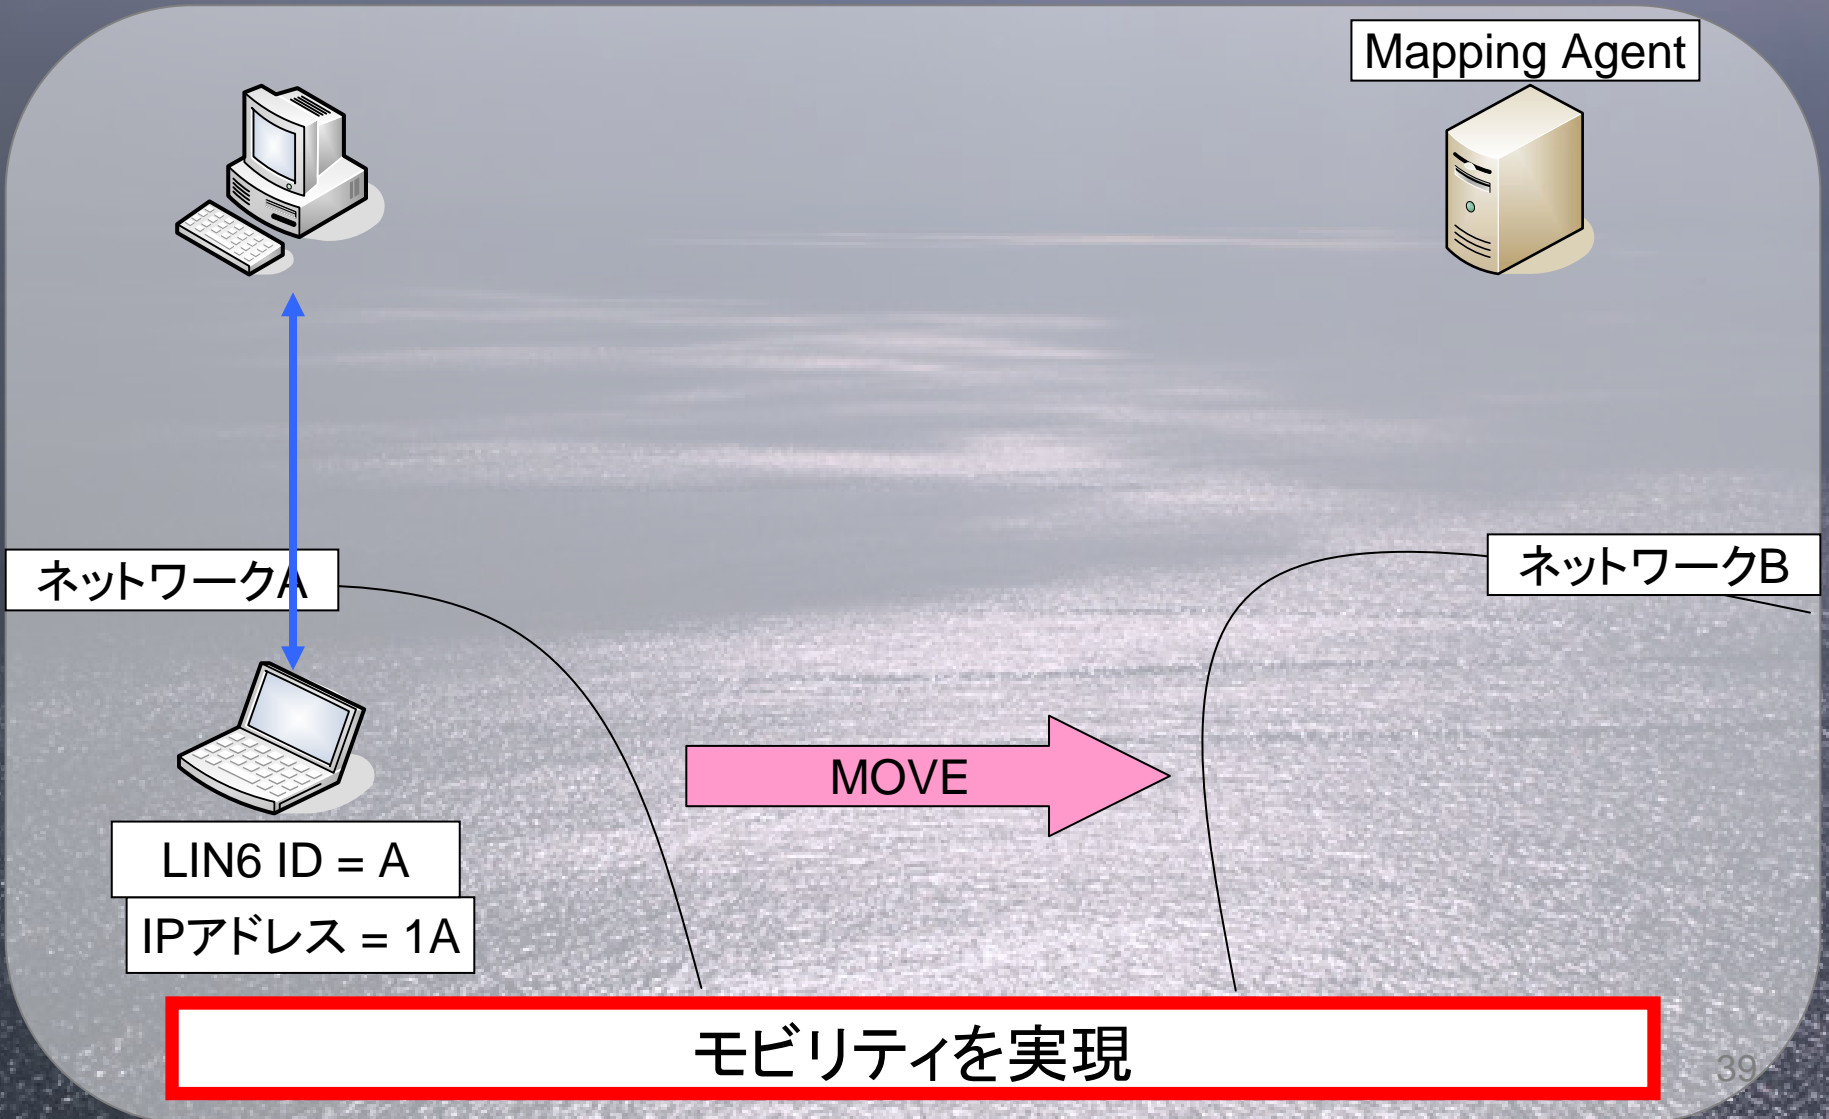 Mapping Agent
ネットワークA
ネットワークB
MOVE
LIN6 ID = A
IPアドレス = 1A
モビリティを実現
39